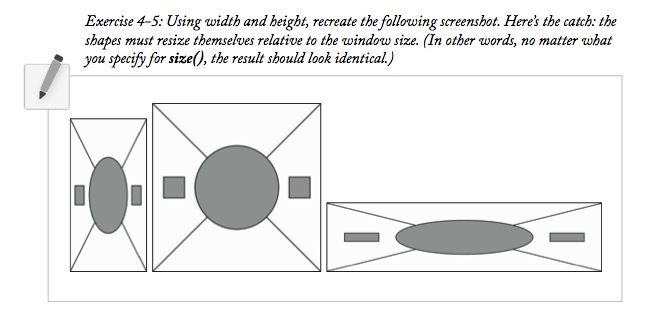 Exercise 4-5: Using width and height, recreate the following screenshot. Here's the catch: the
shapes must resize themselves relative to the window size. (In other words, no matter what
you specify for size(), the result should look identical.)